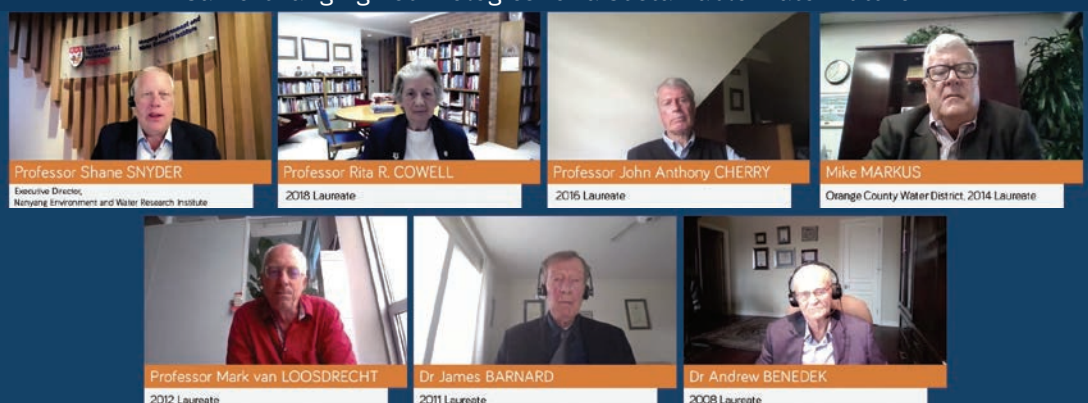 Professor Shane SNYDER
Executive Director,
Nanyang Environment and Water Research Institute
Professor Rita R. COWELL
2018 Laureate
Professor John Anthony CHERRY
2016 Laureate
Mike MARKUS
Orange County Water District, 2014 Laureate
Professor Mark van LOOSDRECHT
2012 Laureate
Dr James BARNARD
2011 Laureate
Dr Andrew BENEDEK
2008 Laureate